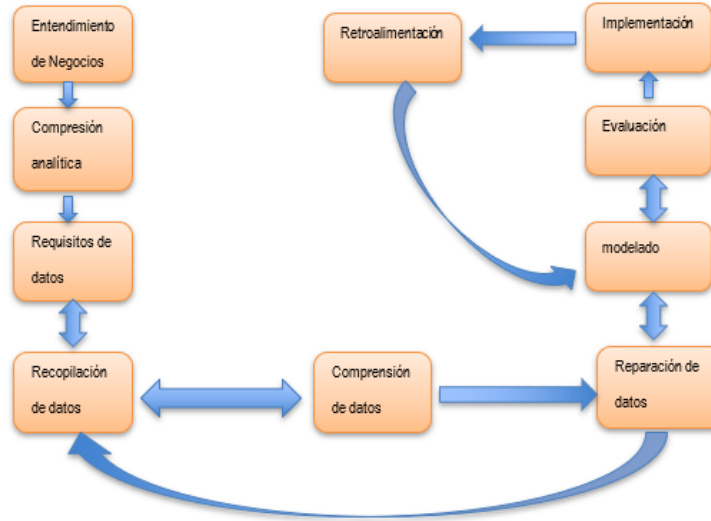 Entendimiento
de Negocios
Compresión
analítica
Requisitos de
datos
Recopilación
de datos
Comprensión
de datos
Reparación de
datos
modelado
Evaluación
Implementación
Retroalimentación